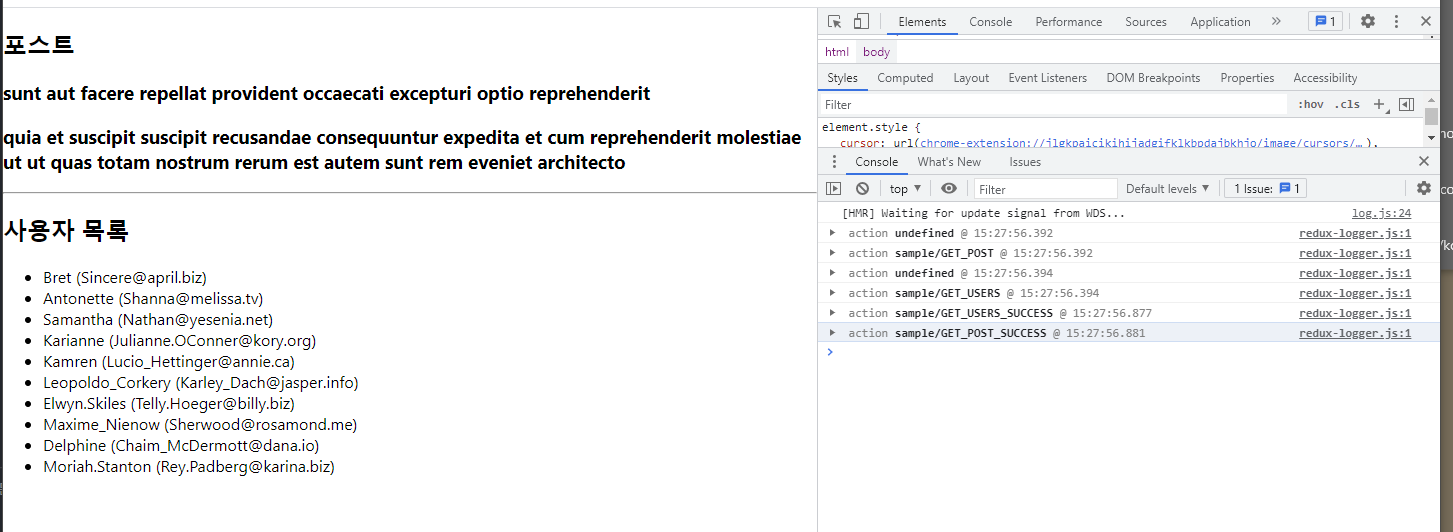 포스트
sunt aut facere repellat provident occaecati excepturi optio reprehenderit
quia et suscipit suscipit recusandae consequuntur expedita et cum reprehenderit molestiae
ut ut quas totam nostrum rerum est autem sunt rem eveniet architecto
사용자 목록
Bret (Sincere@april.biz)
Antonette (Shanna@melissa.tv)
Samantha (Nathan@yesenia.net)
Karianne (Julianne.OConner@kory.org)
Kamren (Lucio_Hettinger@annie.ca)
Leopoldo_Corkery (Karley_Dach@jasper.info)
Elwyn.Skiles (Telly.Hoeger@billy.biz)
Maxime_Nienow (Sherwood@rosamond.me)
Delphine (Chaim_McDermott@dana.io)
Moriah.Stanton (Rey.Padberg@karina.biz)
Elements Console Performance Sources Application » 1
html body
Styles Computed Layout Event Listeners DOM Breakpoints Properties Accessibility
Filter :hov .cls +
element.style {
cursor: url(chrome-extension://jlgkpaicikihijadgifklkbpdajbkhjo/image/cursors/…),
Console What's New Issues
top ▼ Filter Default levels ▼ 1 Issue: 1
[HMR] Waiting for update signal from WDS... log.js:24
action undefined @ 15:27:56.392 redux-logger.js:1
action sample/GET_POST @ 15:27:56.392 redux-logger.js:1
action undefined @ 15:27:56.394 redux-logger.js:1
action sample/GET_USERS @ 15:27:56.394 redux-logger.js:1
action sample/GET_USERS_SUCCESS @ 15:27:56.877 redux-logger.js:1
action sample/GET_POST_SUCCESS @ 15:27:56.881 redux-logger.js:1